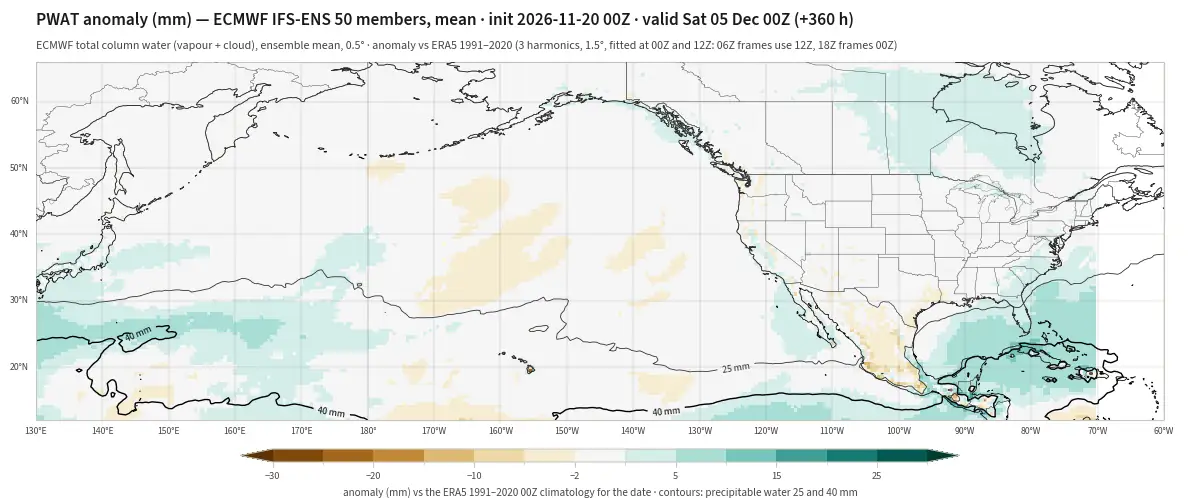 PWAT anomaly (mm) — ECMWF IFS-ENS 50 members, mean · init 2026-11-20 00Z · valid Sat 05 Dec 00Z (+360 h)
ECMWF total column water (vapour + cloud), ensemble mean, 0.5° · anomaly vs ERA5 1991–2020 (3 harmonics, 1.5°, fitted at 00Z and 12Z: 06Z frames use 12Z, 18Z frames 00Z)
60°N
50°N
40°N
30°N
20°N
40 mm
25 mm
40 mm
40 mm
130°E 140°E 150°E 160°E 170°E 180° 170°W 160°W 150°W 140°W 130°W 120°W 110°W 100°W 90°W 80°W 70°W 60°W
−30 −20 −10 −2 5 15 25
anomaly (mm) vs the ERA5 1991–2020 00Z climatology for the date · contours: precipitable water 25 and 40 mm